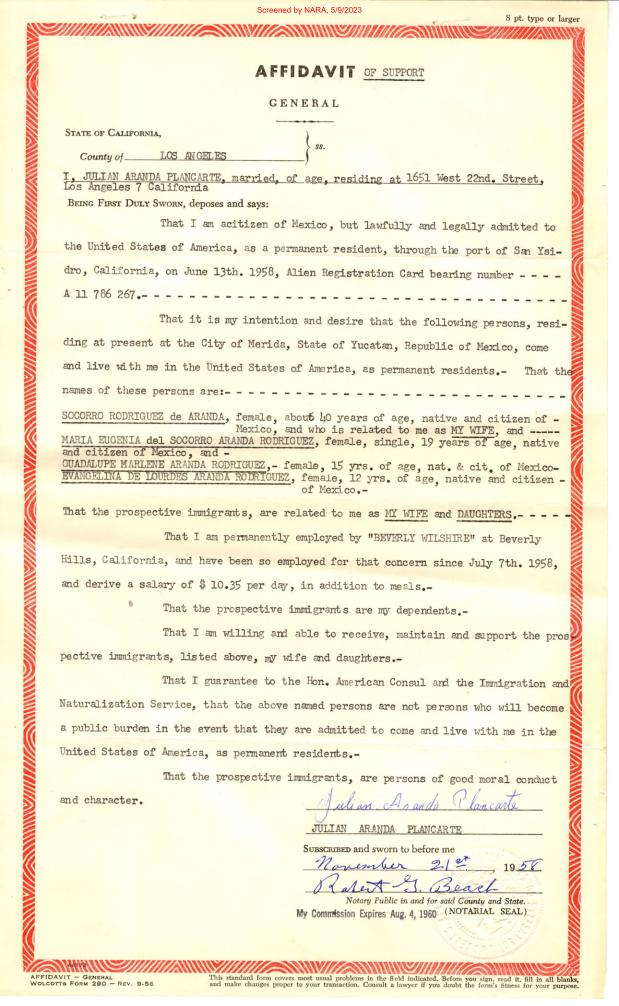 Screened by NARA, 5/9/2023
8 pt. type or larger
AFFIDAVIT OF SUPPORT
GENERAL
STATE OF CALIFORNIA,
County of LOS ANGELES } ss.
I, JULIAN ARANDA PLANCARTE, married, of age, residing at 1651 West 22nd. Street,
Los Angeles 7 California
BEING FIRST DULY SWORN, deposes and says:
That I am acitizen of Mexico, but lawfully and legally admitted to
the United States of America, as a permanent resident, through the port of San Ysi-
dro, California, on June 13th. 1958, Alien Registration Card bearing number - - - -
A 11 786 267.- - - - - - - - - - - - - - - - - - - - - - - - - - - - - - - - - -
That it is my intention and desire that the following persons, resi-
ding at present at the City of Merida, State of Yucatan, Republic of Mexico, come
and live with me in the United States of America, as permanent residents.- That the
names of these persons are:- - - - - - - - - - - - - - - - - - - - - - - - - - -
SOCORRO RODRIGUEZ de ARANDA, female, about 40 years of age, native and citizen of -
Mexico, and who is related to me as MY WIFE, and -----
MARIA EUGENIA del SOCORRO ARANDA RODRIGUEZ, female, single, 19 years of age, native
and citizen of Mexico, and -
GUADALUPE MARLENE ARANDA RODRIGUEZ,- female, 15 yrs. of age, nat. & cit. of Mexico-
EVANGELINA DE LOURDES ARANDA RODRIGUEZ, female, 12 yrs. of age, native and citizen -
of Mexico.-
That the prospective immigrants, are related to me as MY WIFE and DAUGHTERS.- - - - -
That I am permanently employed by "BEVERLY WILSHIRE" at Beverly
Hills, California, and have been so employed for that concern since July 7th. 1958,
and derive a salary of $ 10.35 per day, in addition to meals.-
That the prospective immigrants are my dependents.-
That I am willing and able to receive, maintain and support the pros
pective immigrants, listed above, my wife and daughters.-
That I guarantee to the Hon. American Consul and the Immigration and
Naturalization Service, that the above named persons are not persons who will become
a public burden in the event that they are admitted to come and live with me in the
United States of America, as permanent residents.-
That the prospective immigrants, are persons of good moral conduct
and character.
Julian Aranda Plancarte
JULIAN ARANDA PLANCARTE
SUBSCRIBED and sworn to before me
November 21st, 1958
Robert G. Beach
Notary Public in and for said County and State.
My Commission Expires Aug. 4, 1960 (NOTARIAL SEAL)
AFFIDAVIT — GENERAL
WOLCOTTS FORM 290 — REV. 9-56
This standard form covers most usual problems in the field indicated. Before you sign, read it, fill in all blanks,
and make changes proper to your transaction. Consult a lawyer if you doubt the form's fitness for your purpose.